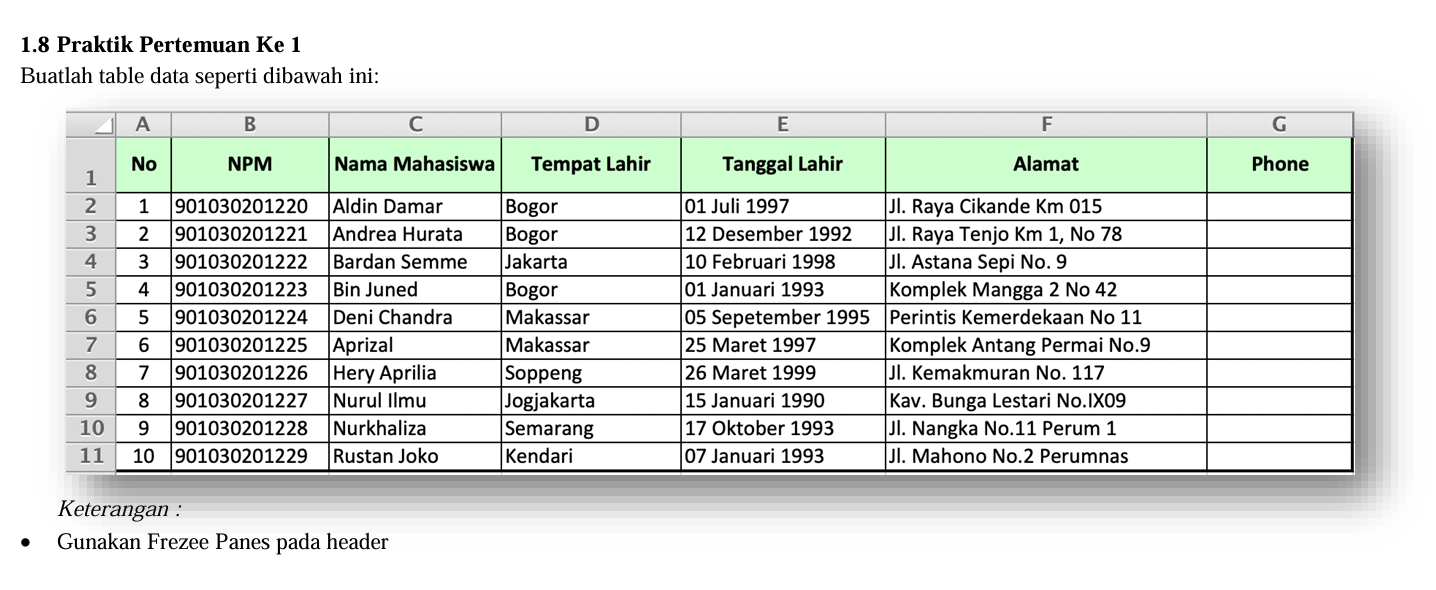 1.8 Praktik Pertemuan Ke 1
Buatlah table data seperti dibawah ini:
A B C D E F G
1 No NPM Nama Mahasiswa Tempat Lahir Tanggal Lahir Alamat Phone
2 1 901030201220 Aldin Damar Bogor 01 Juli 1997 Jl. Raya Cikande Km 015
3 2 901030201221 Andrea Hurata Bogor 12 Desember 1992 Jl. Raya Tenjo Km 1, No 78
4 3 901030201222 Bardan Semme Jakarta 10 Februari 1998 Jl. Astana Sepi No. 9
5 4 901030201223 Bin Juned Bogor 01 Januari 1993 Komplek Mangga 2 No 42
6 5 901030201224 Deni Chandra Makassar 05 Sepetember 1995 Perintis Kemerdekaan No 11
7 6 901030201225 Aprizal Makassar 25 Maret 1997 Komplek Antang Permai No.9
8 7 901030201226 Hery Aprilia Soppeng 26 Maret 1999 Jl. Kemakmuran No. 117
9 8 901030201227 Nurul Ilmu Jogjakarta 15 Januari 1990 Kav. Bunga Lestari No.IX09
10 9 901030201228 Nurkhaliza Semarang 17 Oktober 1993 Jl. Nangka No.11 Perum 1
11 10 901030201229 Rustan Joko Kendari 07 Januari 1993 Jl. Mahono No.2 Perumnas
Keterangan :
• Gunakan Frezee Panes pada header